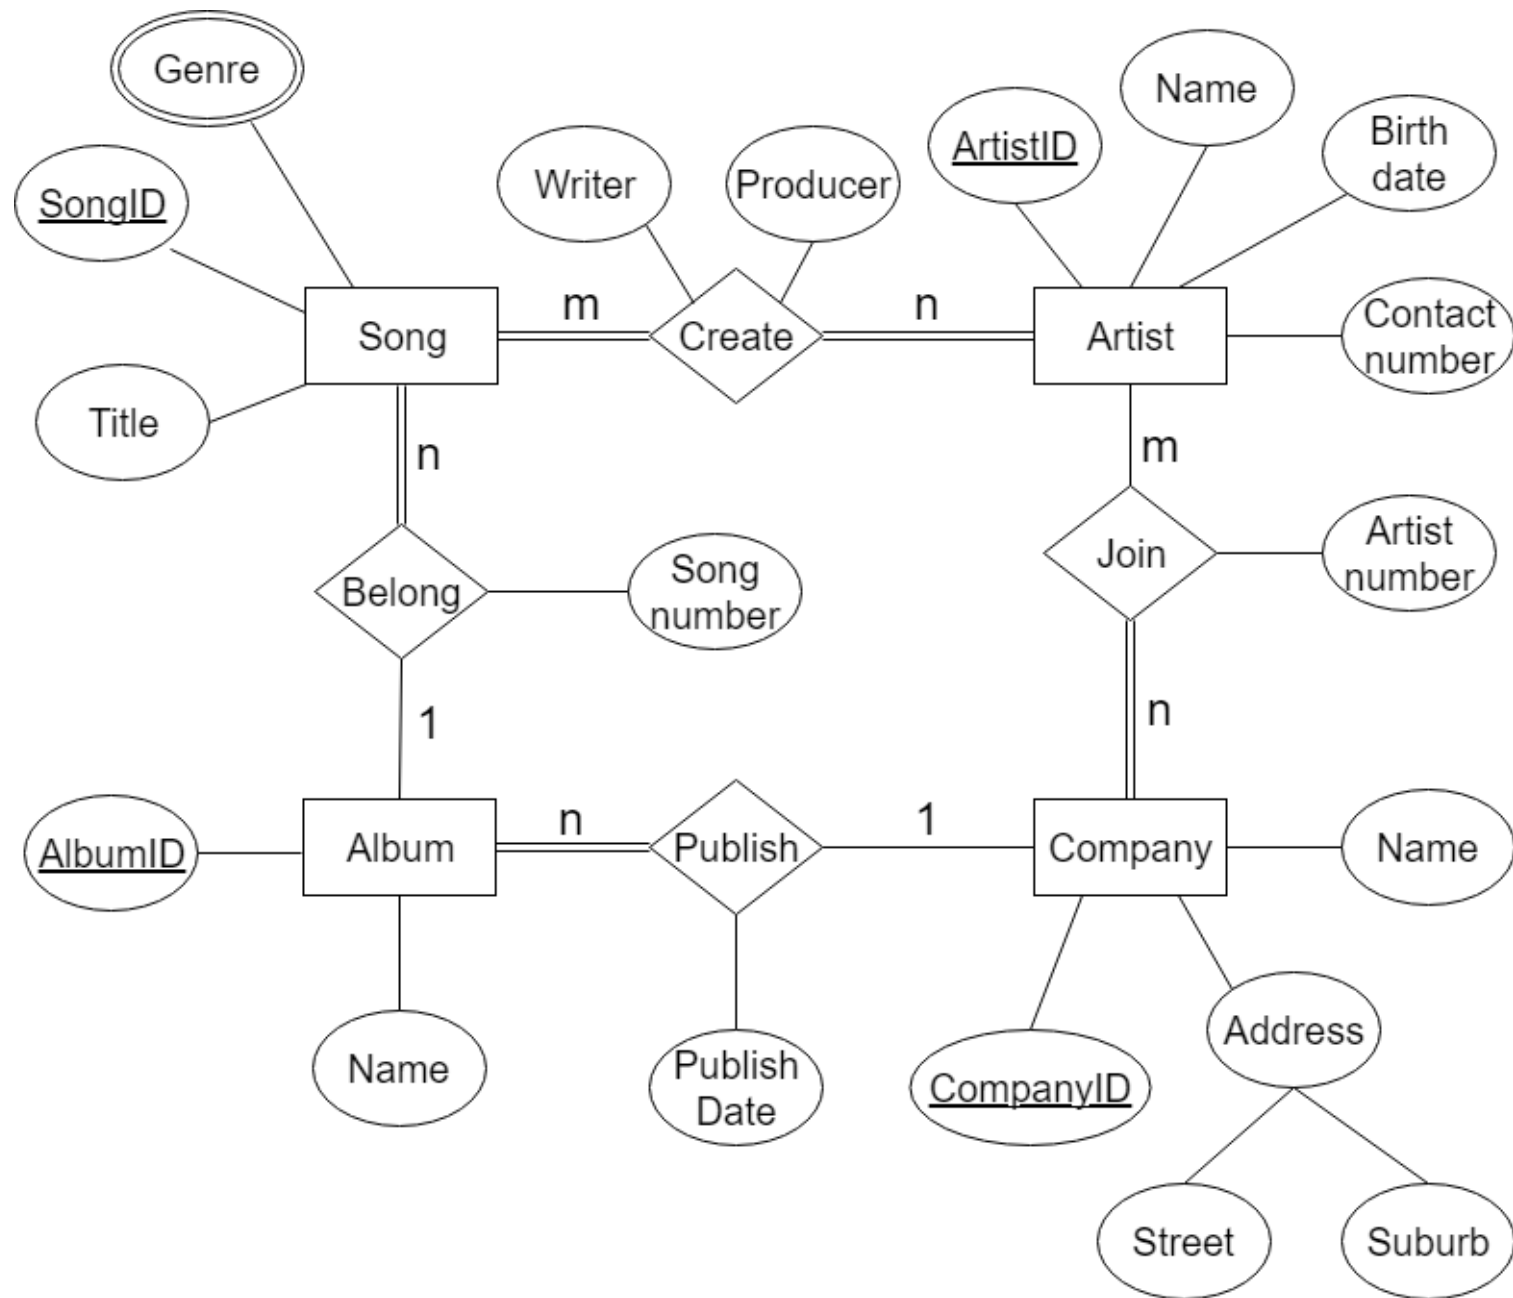 Genre
Name
Birth
date
ArtistID
SongID
Writer
Producer
Contact
number
m
n
Song
Create
Artist
Title
n
m
Artist
number
Join
Song
number
Belong
n
1
n
1
Album
Publish
Company
Name
AlbumID
Name
Publish
Date
CompanyID
Address
Street
Suburb